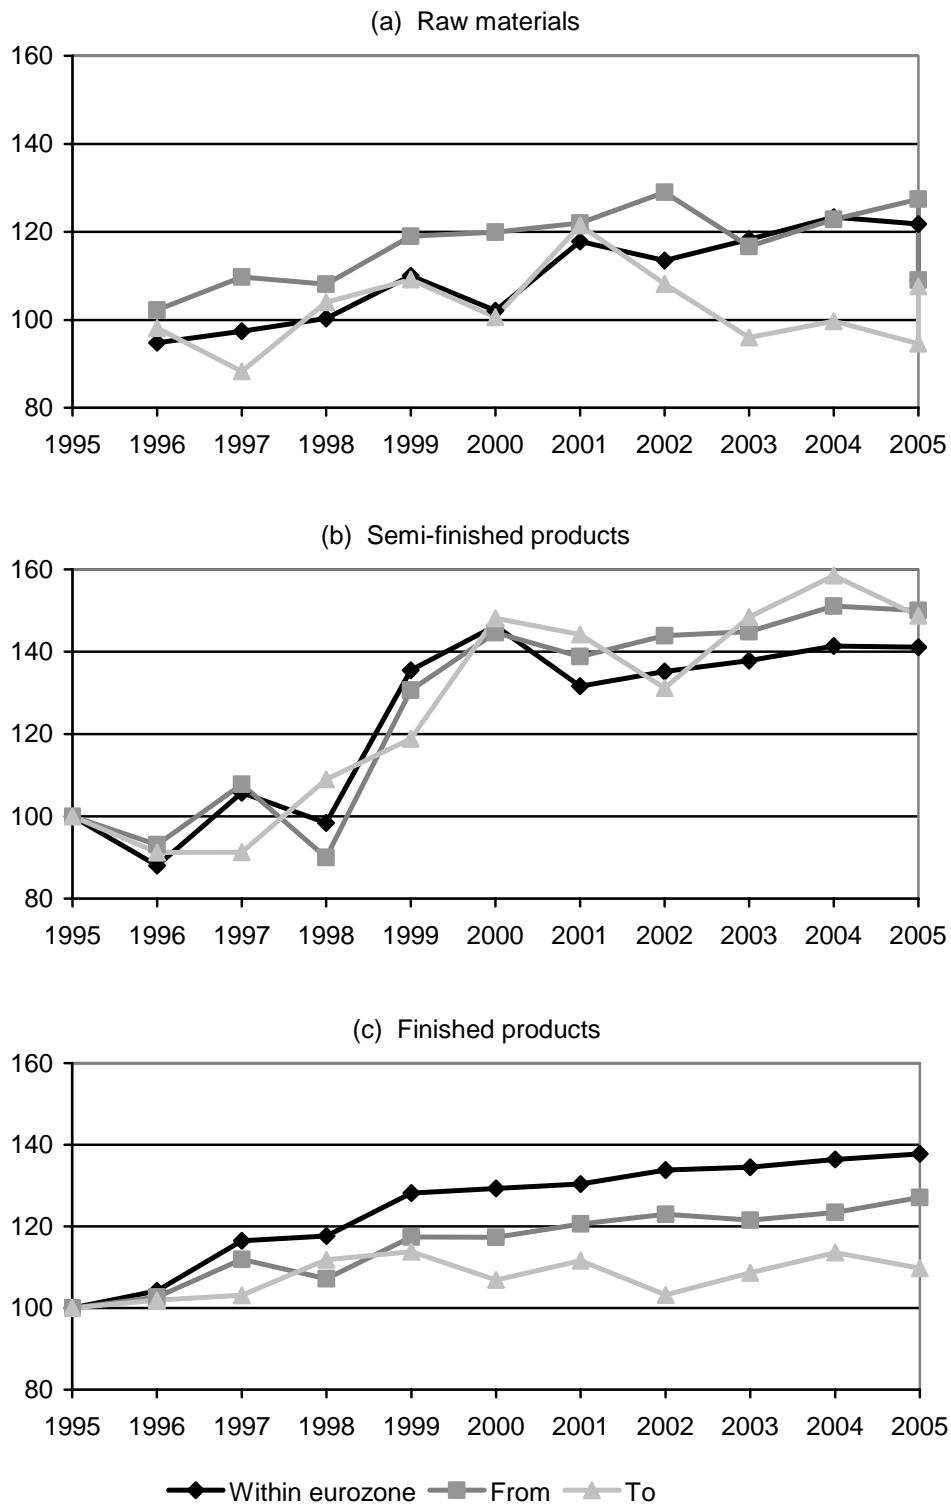 (a) Raw materials
160
140
120
100
80
1995 1996 1997 1998 1999 2000 2001 2002 2003 2004 2005
(b) Semi-finished products
160
140
120
100
80
1995 1996 1997 1998 1999 2000 2001 2002 2003 2004 2005
(c) Finished products
160
140
120
100
80
1995 1996 1997 1998 1999 2000 2001 2002 2003 2004 2005
Within eurozone From To